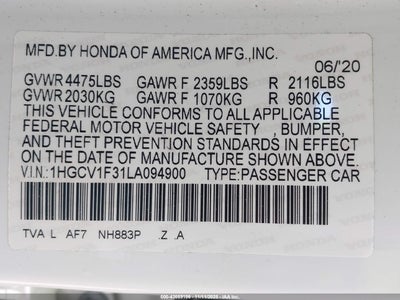 MFD.BY HONDA OF AMERICA MFG.,INC.
06/'20
GVWR 4475LBS GAWR F 2359LBS R 2116LBS
GVWR 2030KG GAWR F 1070KG R 960KG
THIS VEHICLE CONFORMS TO ALL APPLICABLE
FEDERAL MOTOR VEHICLE SAFETY , BUMPER,
AND THEFT PREVENTION STANDARDS IN EFFECT
ON THE DATE OF MANUFACTURE SHOWN ABOVE.
V.I.N.: 1HGCV1F31LA094900 TYPE:PASSENGER CAR
TVA L AF7 NH883P .Z .A